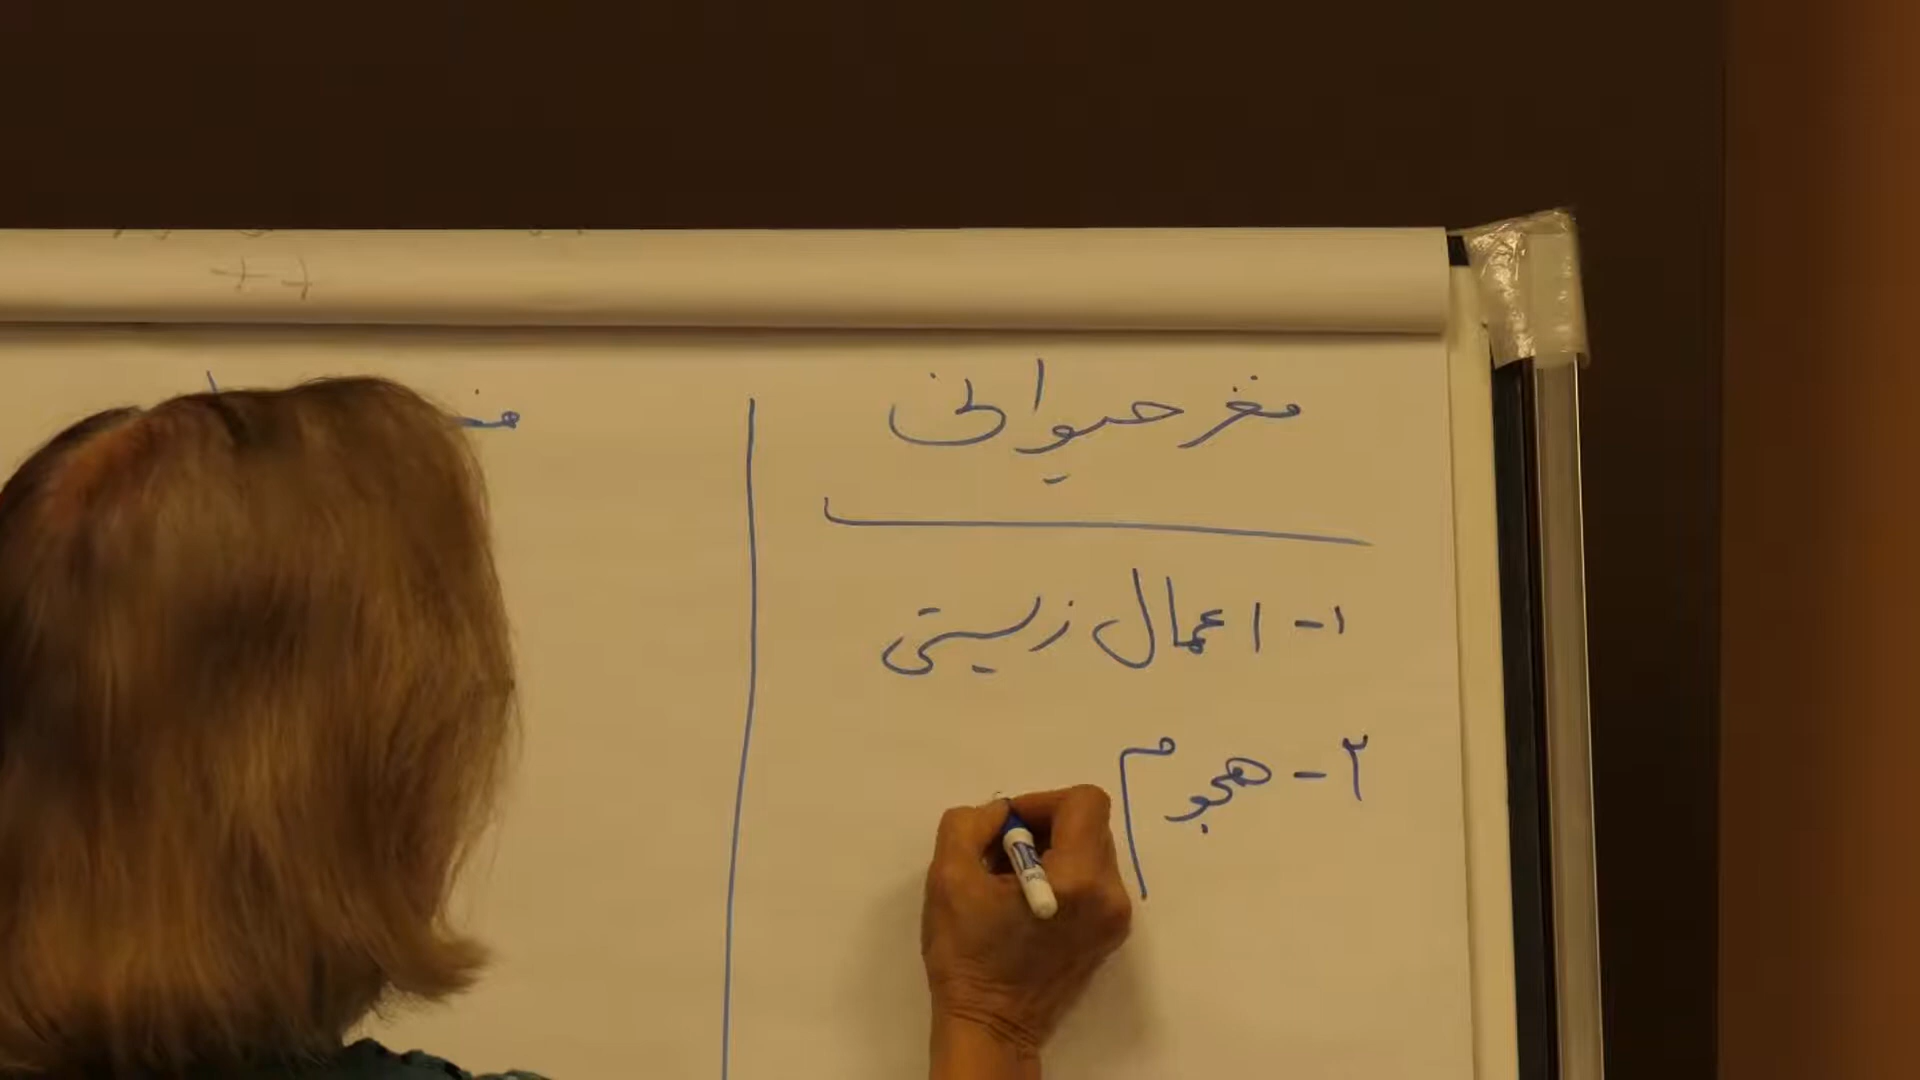 مغز حیوانی
۱- اعمال زیستی
۲- هجوم